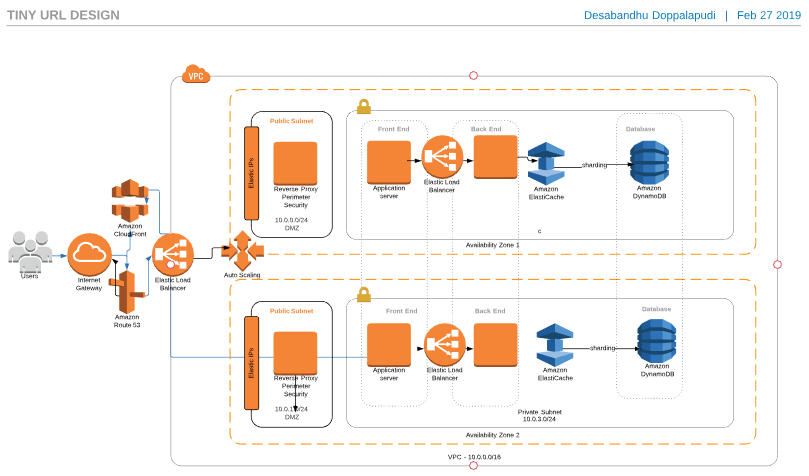 TINY URL DESIGN
Desabandhu Doppalapudi | Feb 27 2019
VPC
Public Subnet
Elastic IPs
Reverse Proxy
Perimeter
Security
10.0.0.0/24
DMZ
Front End
Back End
Database
Application
server
Elastic Load
Balancer
Amazon
ElastiCache
sharding
Amazon
DynamoDB
c
Availability Zone 1
Users
Internet
Gateway
Amazon
CloudFront
Amazon
Route 53
Elastic Load
Balancer
Auto Scaling
Public Subnet
Elastic IPs
Reverse Proxy
Perimeter
Security
10.0.1.0/24
DMZ
Front End
Back End
Database
Application
server
Elastic Load
Balancer
Amazon
ElastiCache
sharding
Amazon
DynamoDB
Private Subnet
10.0.3.0/24
Availability Zone 2
VPC - 10.0.0.0/16